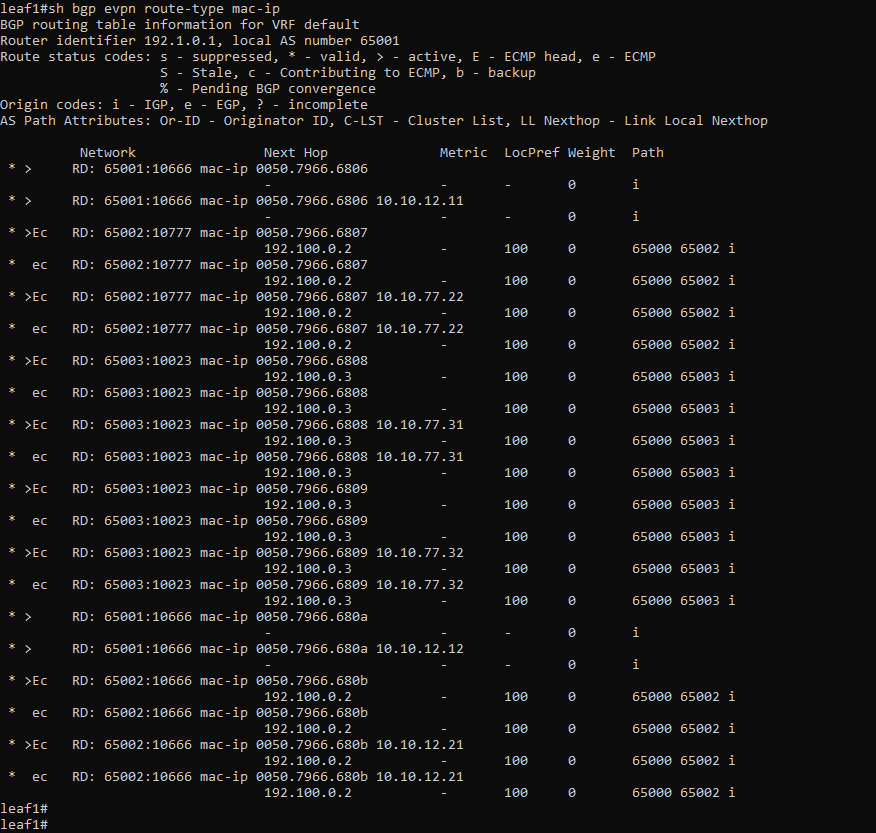 leaf1#sh bgp evpn route-type mac-ip
BGP routing table information for VRF default
Router identifier 192.1.0.1, local AS number 65001
Route status codes: s - suppressed, * - valid, > - active, E - ECMP head, e - ECMP
                    S - Stale, c - Contributing to ECMP, b - backup
                    % - Pending BGP convergence
Origin codes: i - IGP, e - EGP, ? - incomplete
AS Path Attributes: Or-ID - Originator ID, C-LST - Cluster List, LL Nexthop - Link Local Nexthop

          Network                Next Hop              Metric  LocPref Weight  Path
 * >     RD: 65001:10666 mac-ip 0050.7966.6806
                                 -                     -       -       0       i
 * >     RD: 65001:10666 mac-ip 0050.7966.6806 10.10.12.11
                                 -                     -       -       0       i
 * >Ec   RD: 65002:10777 mac-ip 0050.7966.6807
                                 192.100.0.2           -       100     0       65000 65002 i
 *  ec   RD: 65002:10777 mac-ip 0050.7966.6807
                                 192.100.0.2           -       100     0       65000 65002 i
 * >Ec   RD: 65002:10777 mac-ip 0050.7966.6807 10.10.77.22
                                 192.100.0.2           -       100     0       65000 65002 i
 *  ec   RD: 65002:10777 mac-ip 0050.7966.6807 10.10.77.22
                                 192.100.0.2           -       100     0       65000 65002 i
 * >Ec   RD: 65003:10023 mac-ip 0050.7966.6808
                                 192.100.0.3           -       100     0       65000 65003 i
 *  ec   RD: 65003:10023 mac-ip 0050.7966.6808
                                 192.100.0.3           -       100     0       65000 65003 i
 * >Ec   RD: 65003:10023 mac-ip 0050.7966.6808 10.10.77.31
                                 192.100.0.3           -       100     0       65000 65003 i
 *  ec   RD: 65003:10023 mac-ip 0050.7966.6808 10.10.77.31
                                 192.100.0.3           -       100     0       65000 65003 i
 * >Ec   RD: 65003:10023 mac-ip 0050.7966.6809
                                 192.100.0.3           -       100     0       65000 65003 i
 *  ec   RD: 65003:10023 mac-ip 0050.7966.6809
                                 192.100.0.3           -       100     0       65000 65003 i
 * >Ec   RD: 65003:10023 mac-ip 0050.7966.6809 10.10.77.32
                                 192.100.0.3           -       100     0       65000 65003 i
 *  ec   RD: 65003:10023 mac-ip 0050.7966.6809 10.10.77.32
                                 192.100.0.3           -       100     0       65000 65003 i
 * >     RD: 65001:10666 mac-ip 0050.7966.680a
                                 -                     -       -       0       i
 * >     RD: 65001:10666 mac-ip 0050.7966.680a 10.10.12.12
                                 -                     -       -       0       i
 * >Ec   RD: 65002:10666 mac-ip 0050.7966.680b
                                 192.100.0.2           -       100     0       65000 65002 i
 *  ec   RD: 65002:10666 mac-ip 0050.7966.680b
                                 192.100.0.2           -       100     0       65000 65002 i
 * >Ec   RD: 65002:10666 mac-ip 0050.7966.680b 10.10.12.21
                                 192.100.0.2           -       100     0       65000 65002 i
 *  ec   RD: 65002:10666 mac-ip 0050.7966.680b 10.10.12.21
                                 192.100.0.2           -       100     0       65000 65002 i
leaf1#
leaf1#